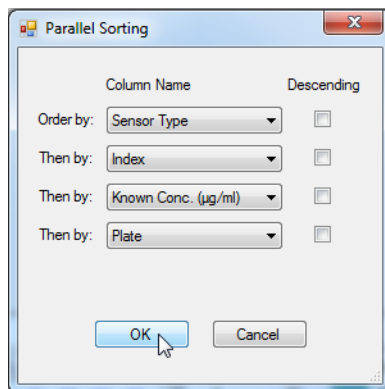 Parallel Sorting
Column Name Descending
Order by: Sensor Type
Then by: Index
Then by: Known Conc. (µg/ml)
Then by: Plate
OK Cancel